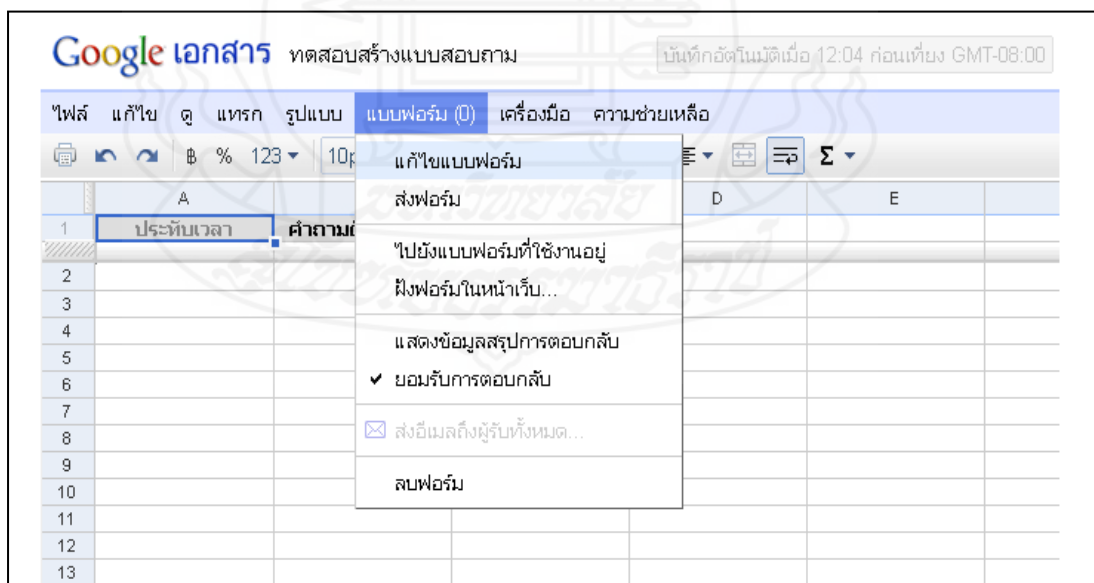 Google เอกสาร ทดสอบสร้างแบบสอบถาม บันทึกอัตโนมัติเมื่อ 12:04 ก่อนเที่ยง GMT-08:00
ไฟล์ แก้ไข ดู แทรก รูปแบบ แบบฟอร์ม (0) เครื่องมือ ความช่วยเหลือ
฿ % 123 10p Σ
แก้ไขแบบฟอร์ม
ส่งฟอร์ม
ไปยังแบบฟอร์มที่ใช้งานอยู่
ฝังฟอร์มในหน้าเว็บ...
แสดงข้อมูลสรุปการตอบกลับ
ยอมรับการตอบกลับ
ส่งอีเมลถึงผู้รับทั้งหมด...
ลบฟอร์ม
A D E
1 ประทับเวลา
2
3
4
5
6
7
8
9
10
11
12
13